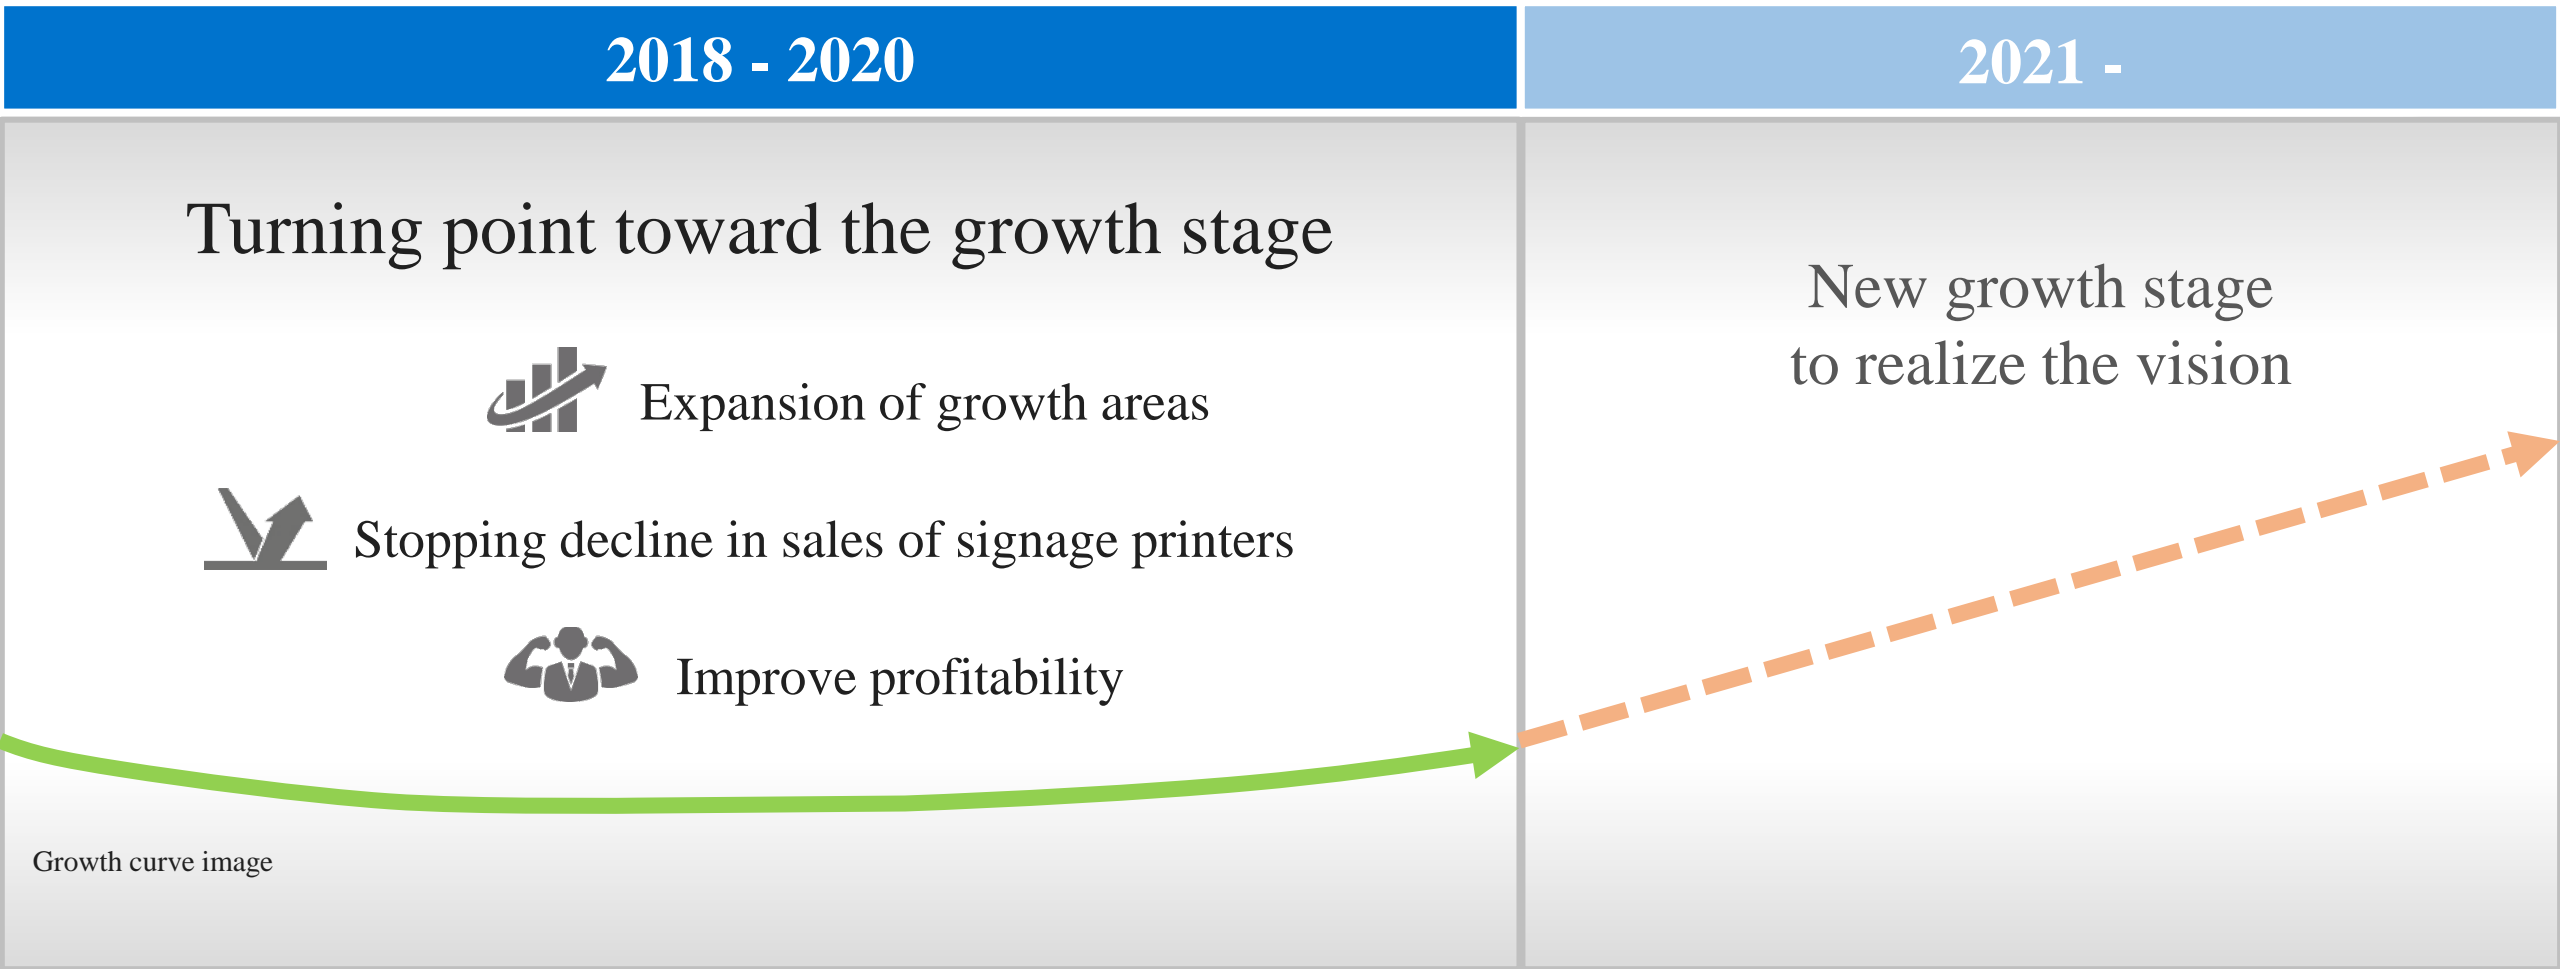 2018 - 2020
2021 -
Turning point toward the growth stage
Expansion of growth areas
Stopping decline in sales of signage printers
Improve profitability
Growth curve image
New growth stage
to realize the vision